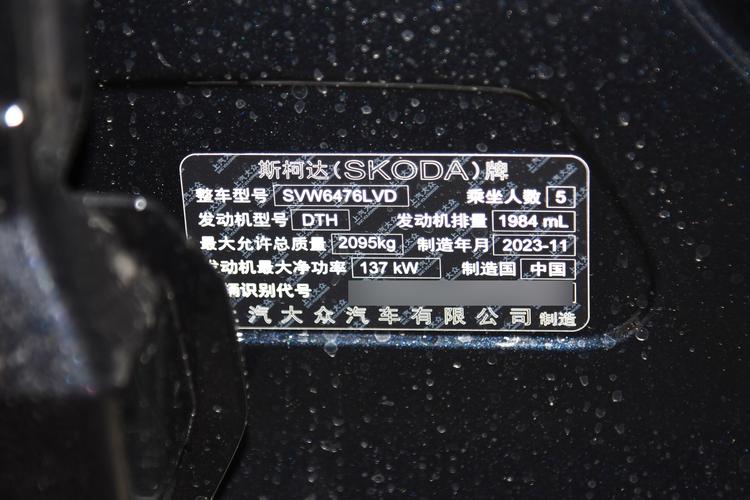 斯柯达(SKODA)牌
整车型号 SVW6476LVD 乘坐人数 5
发动机型号 DTH 发动机排量 1984 mL
最大允许总质量 2095kg 制造年月 2023-11
发动机最大净功率 137 kW 制造国 中国
辆识别代号
汽大众汽车有限公司 制造